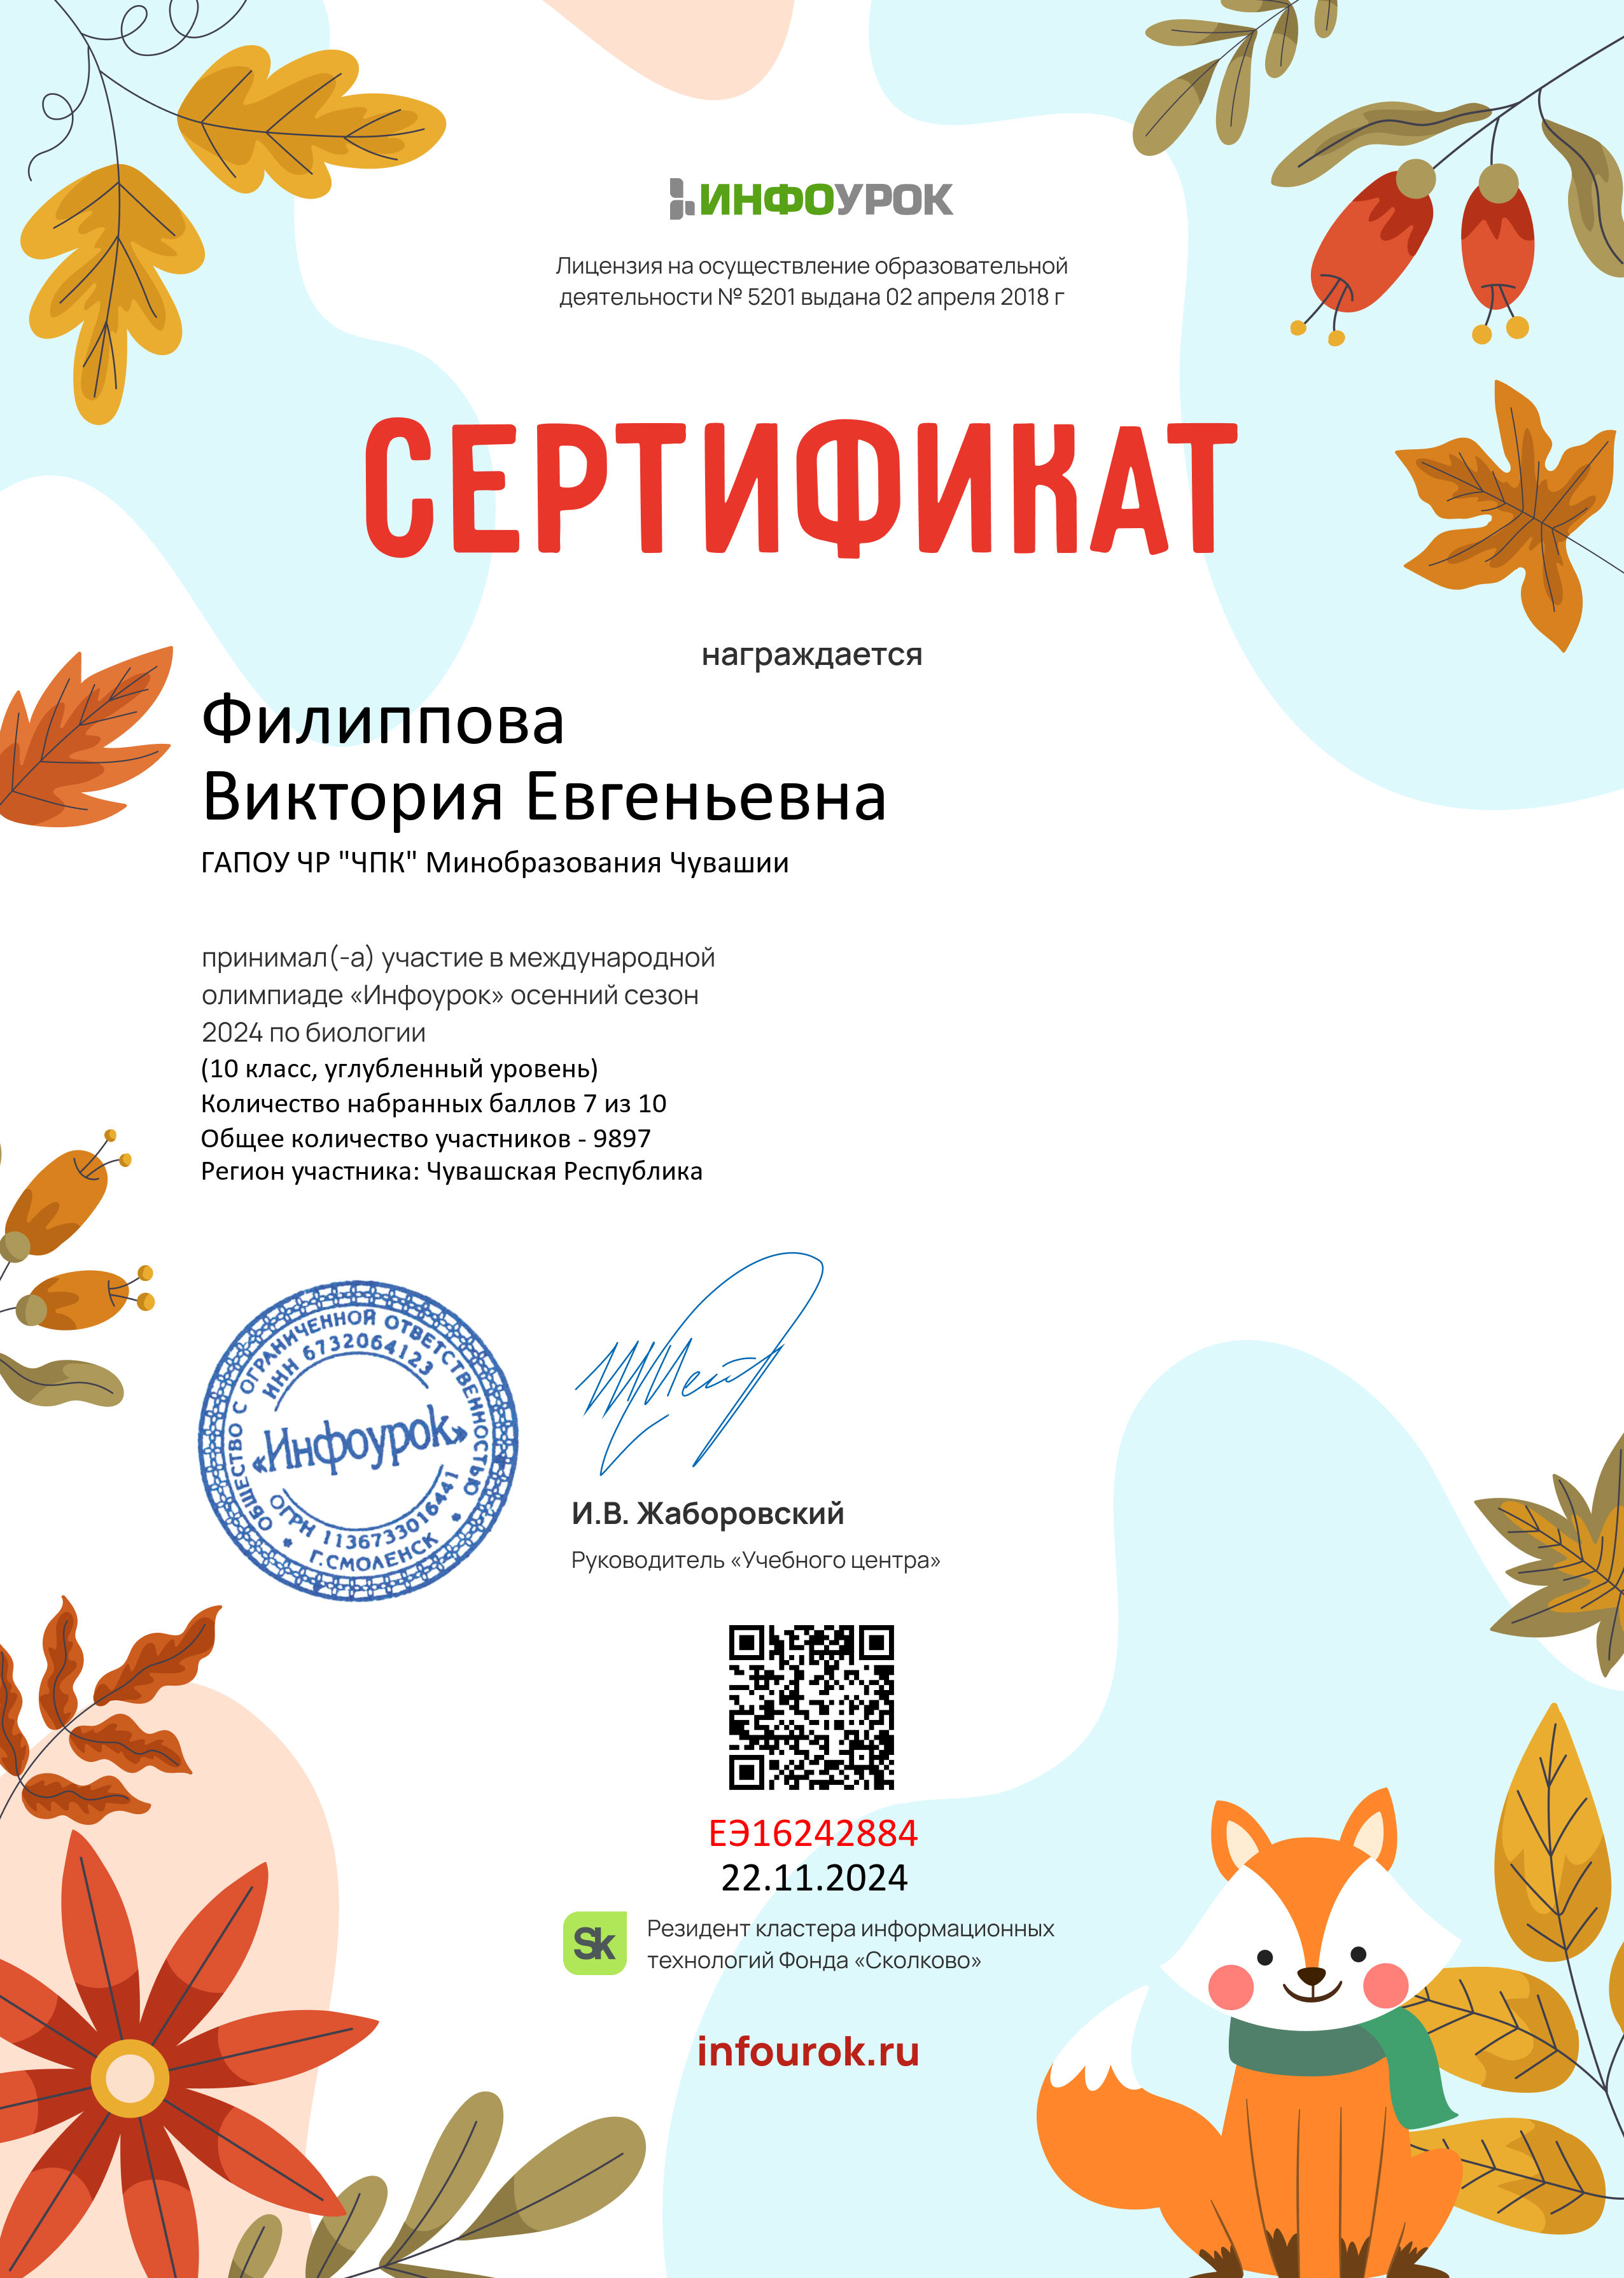 ИНФОУРОК
Лицензия на осуществление образовательной
деятельности № 5201 выдана 02 апреля 2018 г
СЕРТИФИКАТ
награждается
Филиппова
Виктория Евгеньевна
ГАПОУ ЧР "ЧПК" Минобразования Чувашии
принимал(-а) участие в международной
олимпиаде «Инфоурок» осенний сезон
2024 по биологии
(10 класс, углубленный уровень)
Количество набранных баллов 7 из 10
Общее количество участников - 9897
Регион участника: Чувашская Республика
ОБЩЕСТВО С ОГРАНИЧЕННОЙ ОТВЕТСТВЕННОСТЬЮ
ИНН 6732064123
«Инфоурок»
ОГРН 1136733016441
Г.СМОЛЕНСК
И.В. Жаборовский
Руководитель «Учебного центра»
ЕЭ16242884
22.11.2024
Sk
Резидент кластера информационных
технологий Фонда «Сколково»
infourok.ru